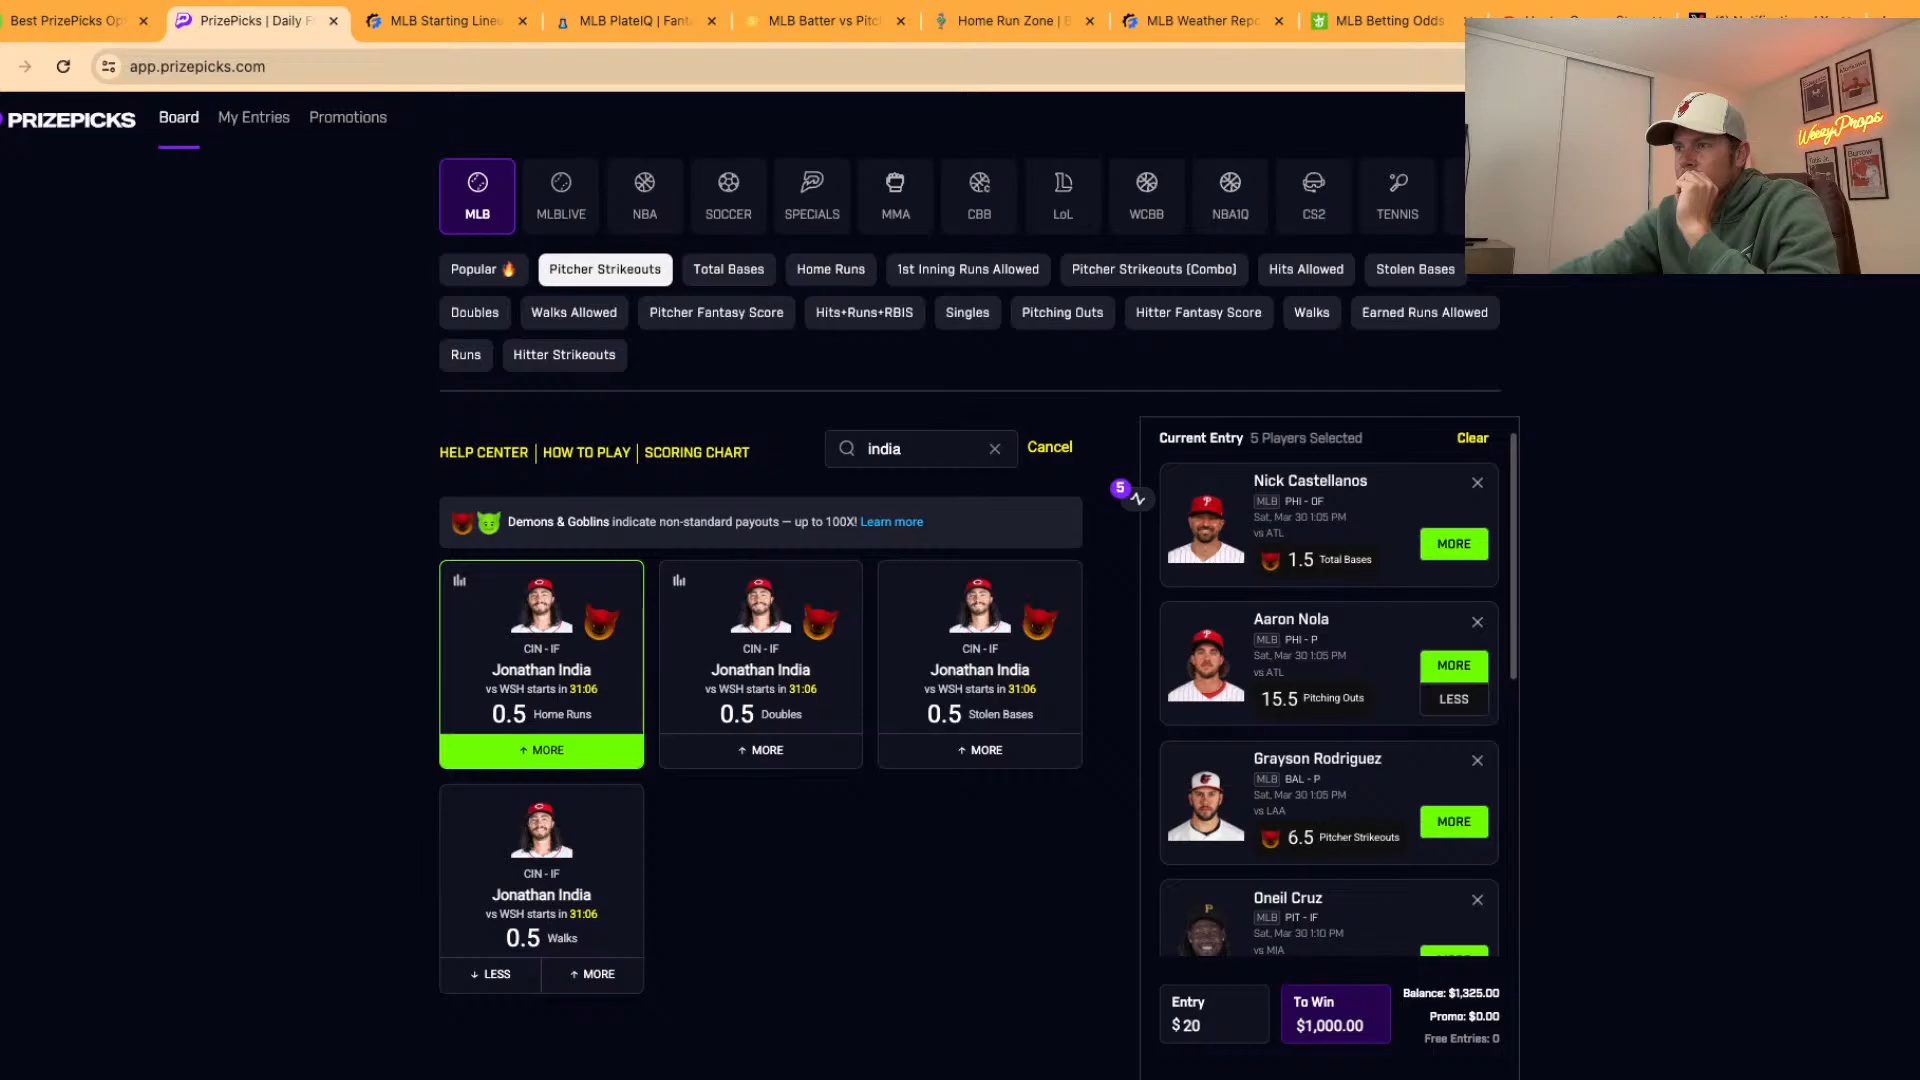 Best PrizePicks Op
PrizePicks | Daily F
MLB Starting Lineu
MLB PlateIQ | Fant
MLB Batter vs Pitc
Home Run Zone | B
MLB Weather Repo
MLB Betting Odds
app.prizepicks.com
PRIZEPICKS
Board
My Entries
Promotions
WeezyProps
Burrow
MLB
MLBLIVE
NBA
SOCCER
SPECIALS
MMA
CBB
LoL
WCBB
NBA1Q
CS2
TENNIS
Popular
Pitcher Strikeouts
Total Bases
Home Runs
1st Inning Runs Allowed
Pitcher Strikeouts (Combo)
Hits Allowed
Stolen Bases
Doubles
Walks Allowed
Pitcher Fantasy Score
Hits+Runs+RBIS
Singles
Pitching Outs
Hitter Fantasy Score
Walks
Earned Runs Allowed
Runs
Hitter Strikeouts
HELP CENTER
HOW TO PLAY
SCORING CHART
india
Cancel
Demons & Goblins indicate non-standard payouts — up to 100X! Learn more
CIN - IF
Jonathan India
vs WSH starts in 31:06
0.5 Home Runs
↑ MORE
CIN - IF
Jonathan India
vs WSH starts in 31:06
0.5 Doubles
↑ MORE
CIN - IF
Jonathan India
vs WSH starts in 31:06
0.5 Stolen Bases
↑ MORE
CIN - IF
Jonathan India
vs WSH starts in 31:06
0.5 Walks
↓ LESS
↑ MORE
Current Entry 5 Players Selected
Clear
5
Nick Castellanos
MLB PHI - OF
Sat, Mar 30 1:05 PM
vs ATL
1.5 Total Bases
MORE
Aaron Nola
MLB PHI - P
Sat, Mar 30 1:05 PM
vs ATL
15.5 Pitching Outs
MORE
LESS
Grayson Rodriguez
MLB BAL - P
Sat, Mar 30 1:05 PM
vs LAA
6.5 Pitcher Strikeouts
MORE
Oneil Cruz
MLB PIT - IF
Sat, Mar 30 1:10 PM
vs MIA
Entry
$ 20
To Win
$1,000.00
Balance: $1,325.00
Promo: $0.00
Free Entries: 0